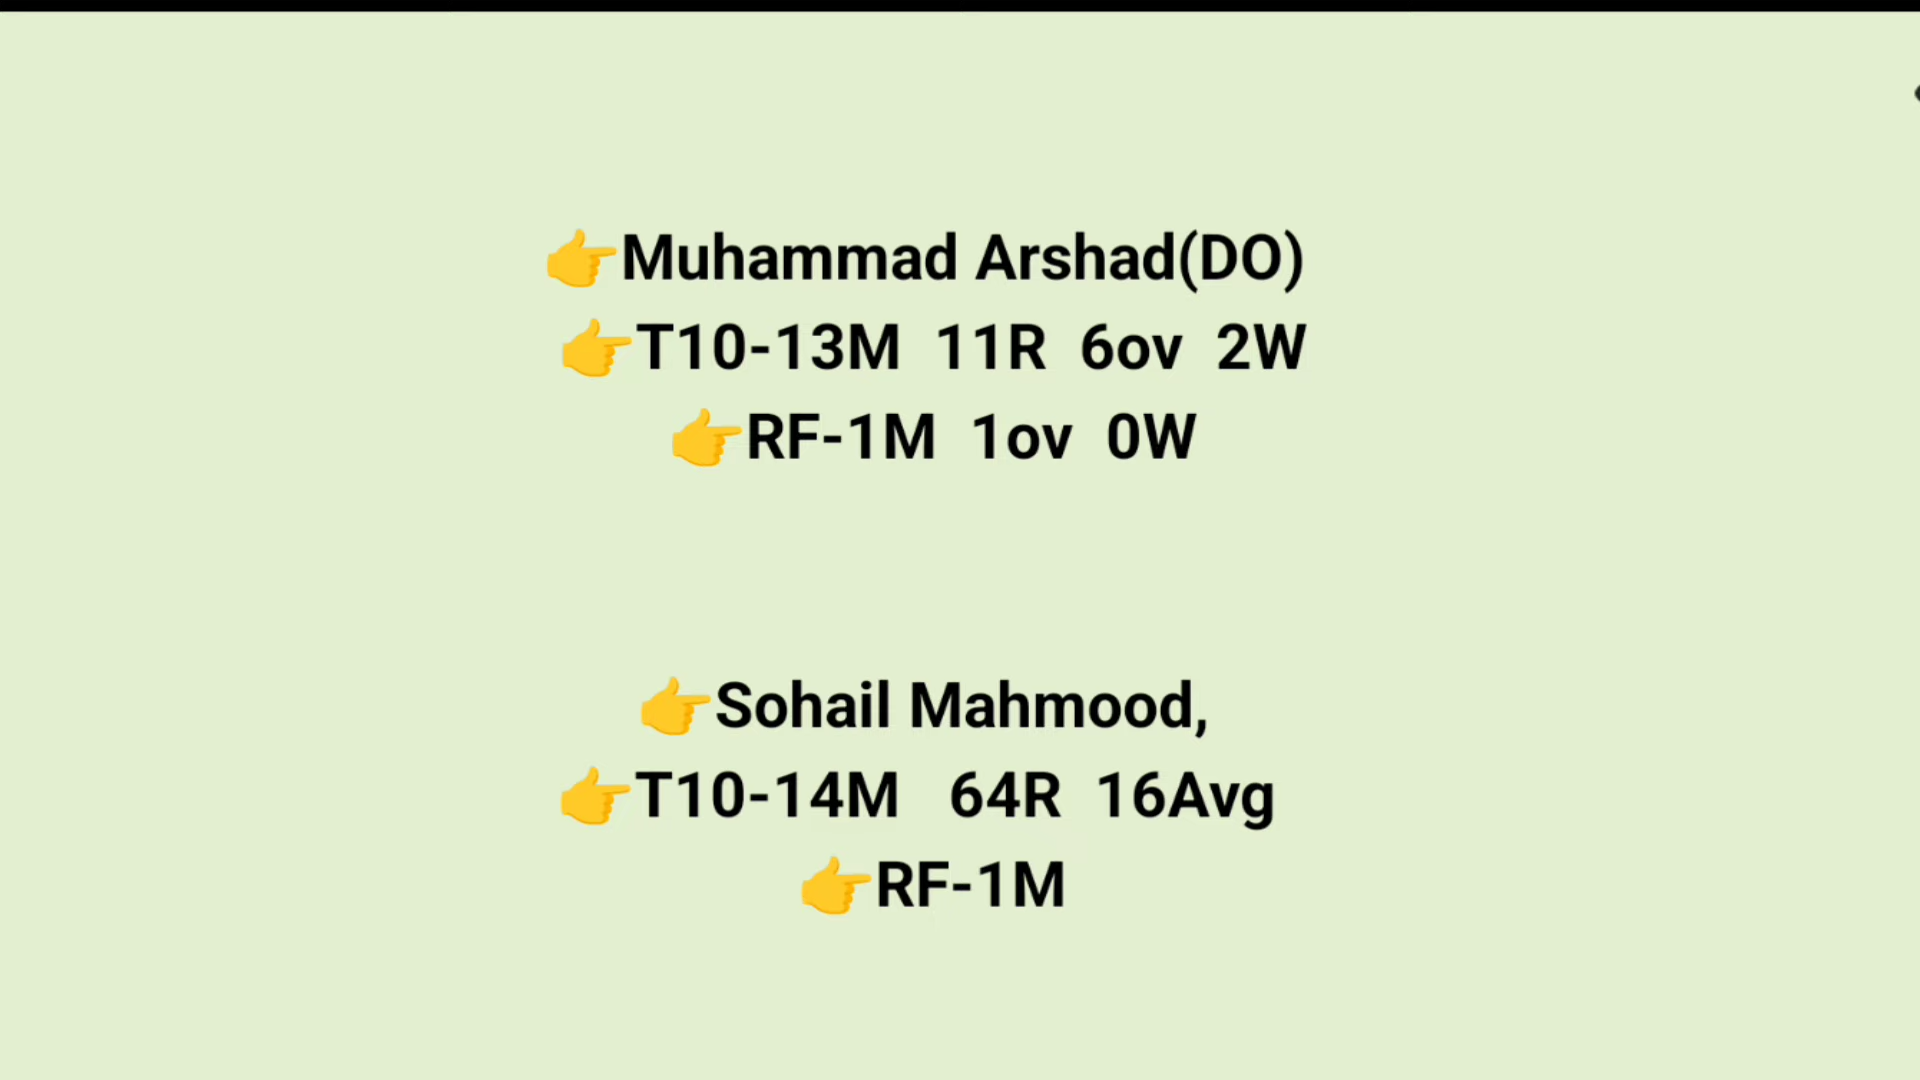 👉Muhammad Arshad(DO)
👉T10-13M 11R 6ov 2W
👉RF-1M 1ov 0W
👉Sohail Mahmood,
👉T10-14M 64R 16Avg
👉RF-1M